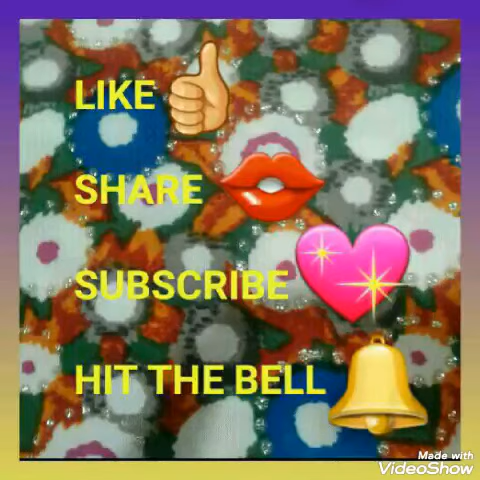 LIKE
SHARE
SUBSCRIBE
HIT THE BELL
Made with
VideoShow